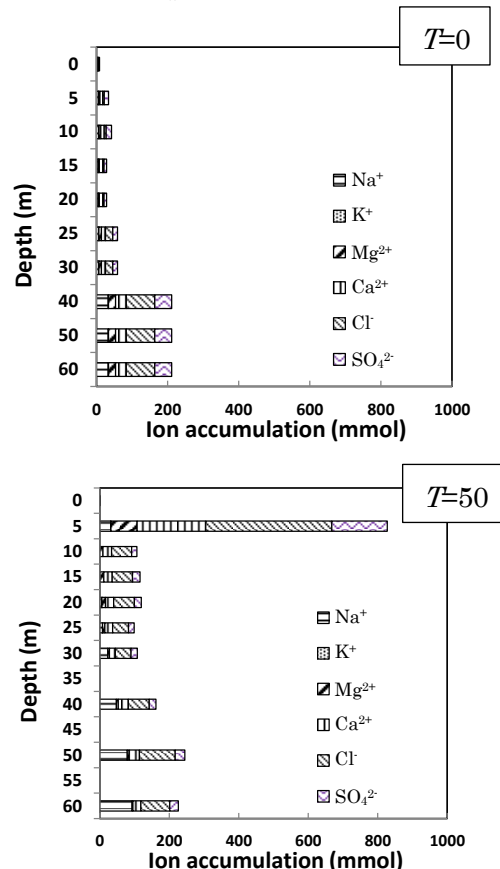 T=0
Depth (m)
0
5
10
15
20
25
30
40
50
60
Na⁺
K⁺
Mg²⁺
Ca²⁺
Cl⁻
SO₄²⁻
0 200 400 600 800 1000
Ion accumulation (mmol)
T=50
Depth (m)
0
5
10
15
20
25
30
35
40
45
50
55
60
Na⁺
K⁺
Mg²⁺
Ca²⁺
Cl⁻
SO₄²⁻
0 200 400 600 800 1000
Ion accumulation (mmol)